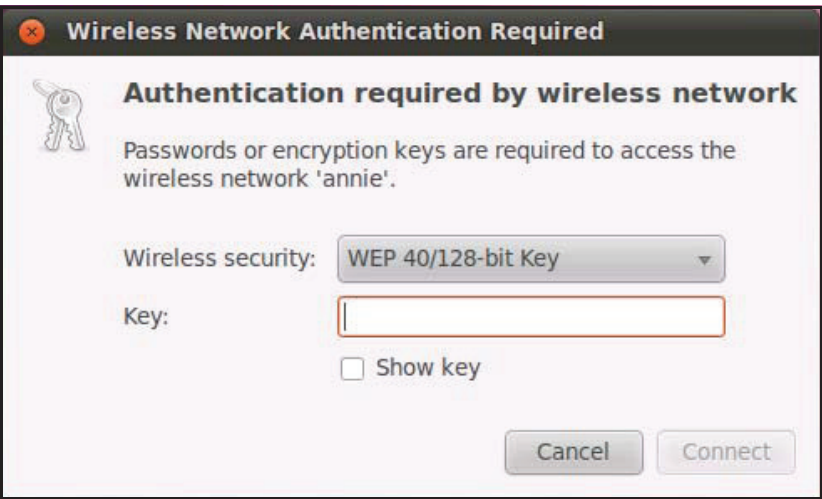 Wireless Network Authentication Required
Authentication required by wireless network
Passwords or encryption keys are required to access the
wireless network 'annie'.
Wireless security: WEP 40/128-bit Key
Key:
Show key
Cancel Connect